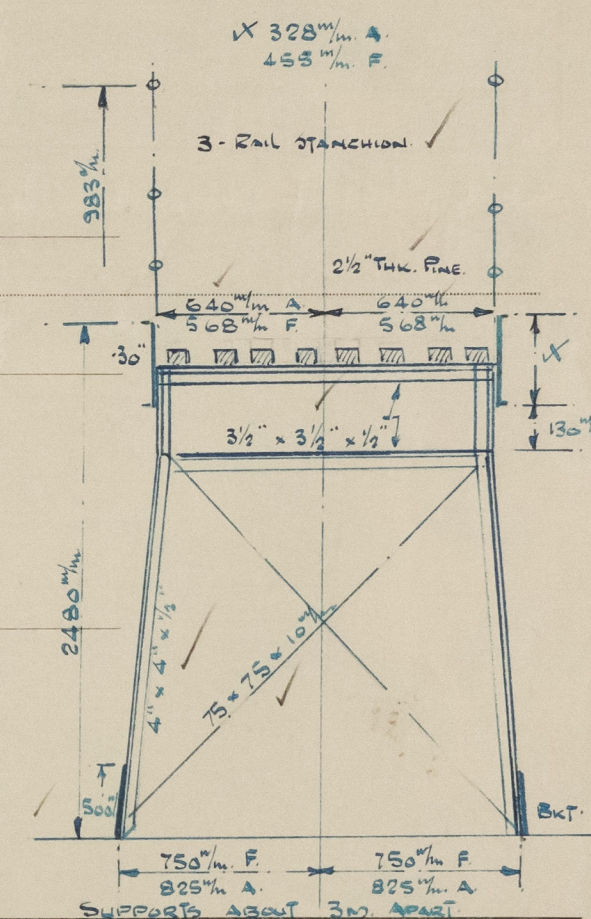 X 328 m/m. A.
455 m/m. F.
3 - RAIL STANCHION.
983 m/m.
2½" THK. PINE.
640 m/m A. 640 m/m
568 m/m F. 568 m/m
·30"
X
3½" x 3½" x ½"
130 m/m
2480 m/m
4" x 4" x ½"
75 x 75 x 10 m/m
500
BKT.
750 m/m. F. 750 m/m F.
825 m/m A. 825 m/m. A.
SUPPORTS ABOUT 3M. APART.